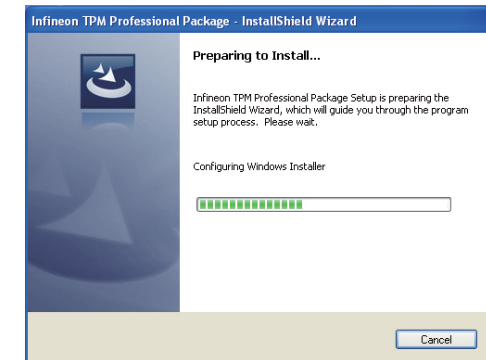 Infineon TPM Professional Package - InstallShield Wizard
Preparing to Install...
Infineon TPM Professional Package Setup is preparing the
InstallShield Wizard, which will guide you through the program
setup process. Please wait.
Configuring Windows Installer
Cancel